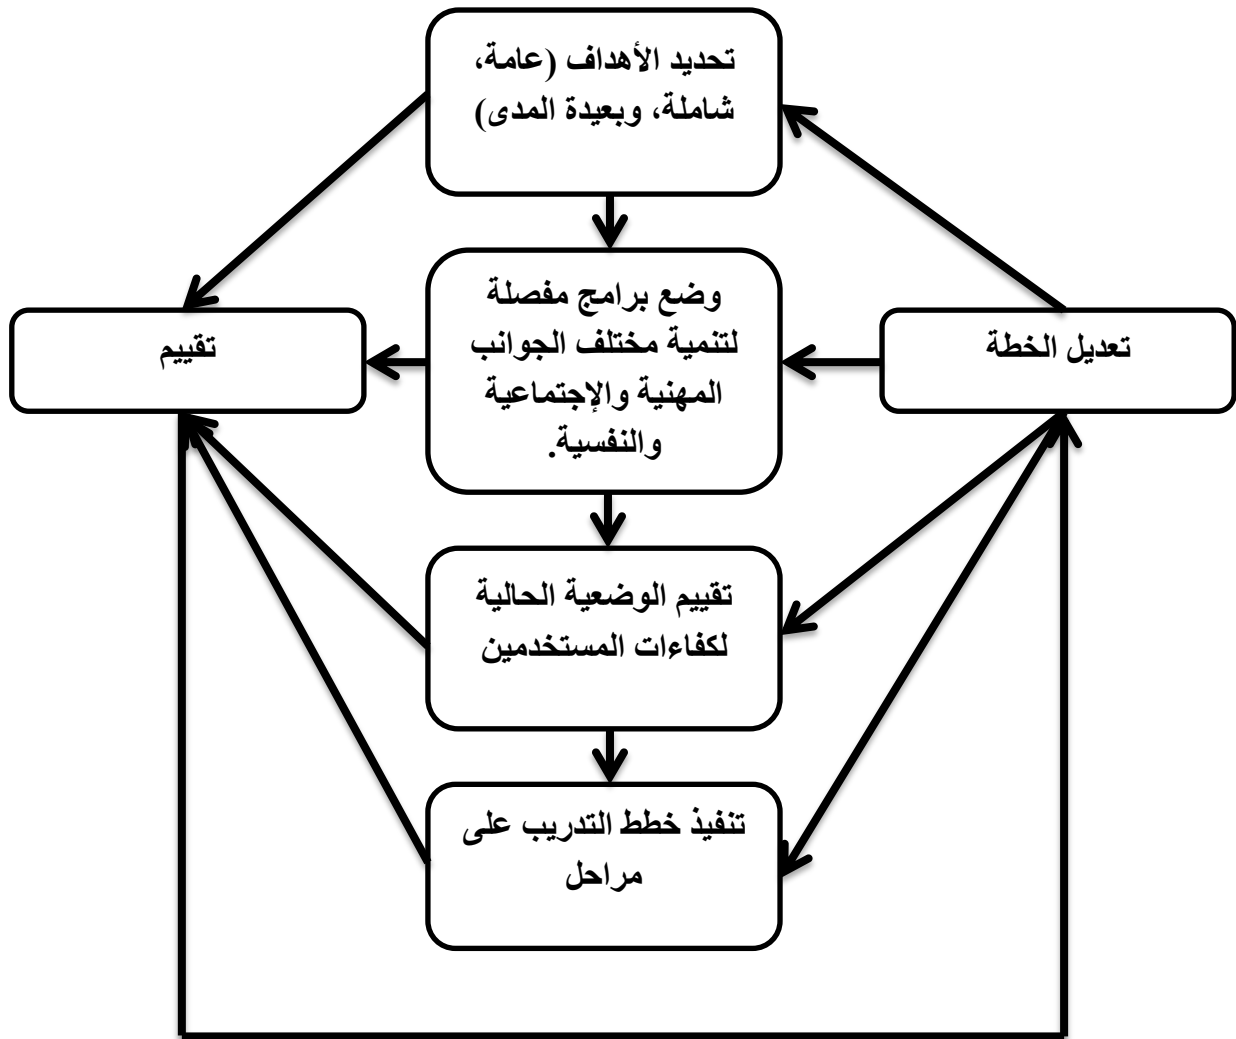 تحديد الأهداف (عامة،
شاملة، وبعيدة المدى)
تعديل الخطة
وضع برامج مفصلة
لتنمية مختلف الجوانب
المهنية والإجتماعية
والنفسية.
تقييم
تقييم الوضعية الحالية
لكفاءات المستخدمين
تنفيذ خطط التدريب على
مراحل